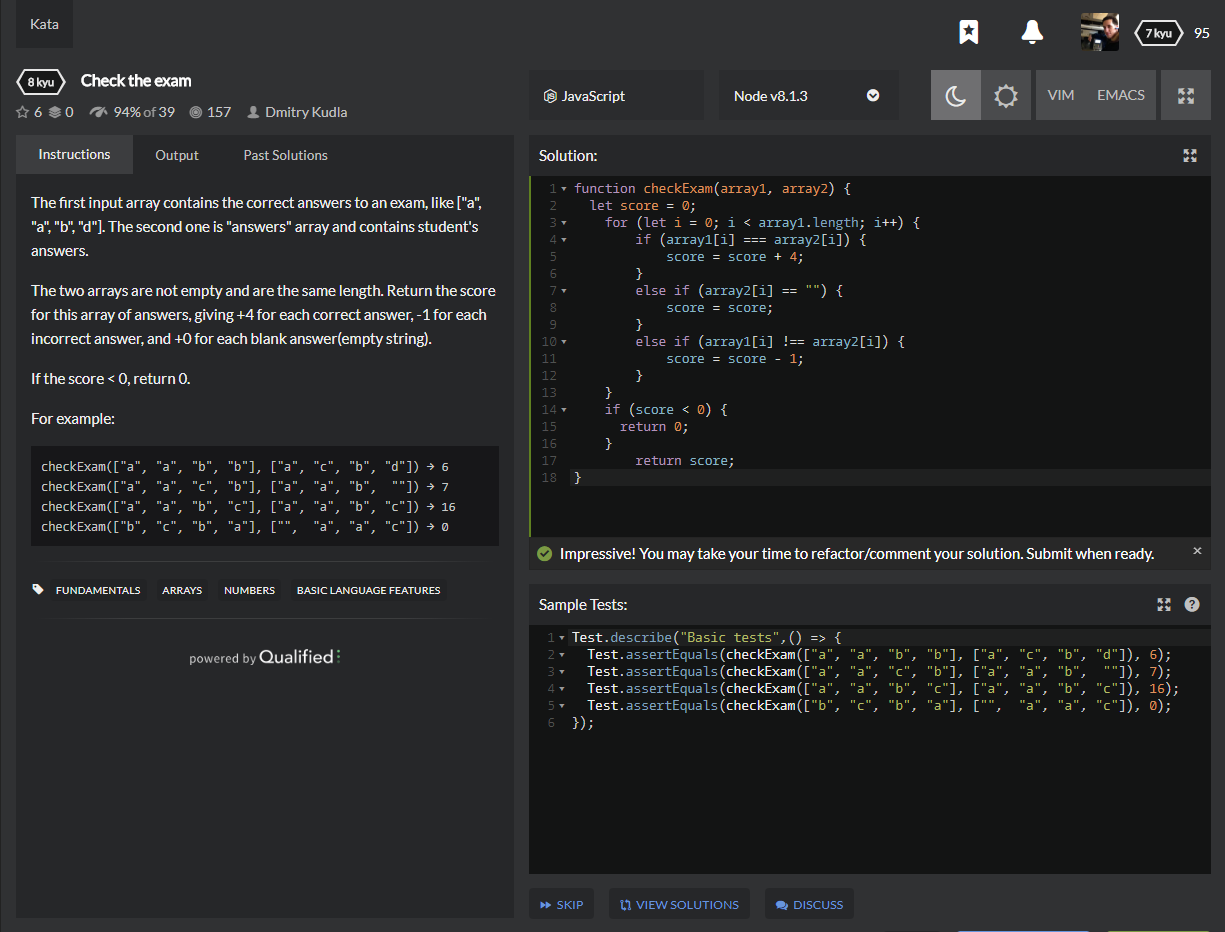 Kata
7 kyu 95
8 kyu Check the exam
6 0 94% of 39 157 Dmitry Kudla
JavaScript
Node v8.1.3
VIM EMACS
Instructions Output Past Solutions
The first input array contains the correct answers to an exam, like ["a",
"a", "b", "d"]. The second one is "answers" array and contains student's
answers.
The two arrays are not empty and are the same length. Return the score
for this array of answers, giving +4 for each correct answer, -1 for each
incorrect answer, and +0 for each blank answer(empty string).
If the score < 0, return 0.
For example:
checkExam(["a", "a", "b", "b"], ["a", "c", "b", "d"]) → 6
checkExam(["a", "a", "c", "b"], ["a", "a", "b",  ""]) → 7
checkExam(["a", "a", "b", "c"], ["a", "a", "b", "c"]) → 16
checkExam(["b", "c", "b", "a"], ["",  "a", "a", "c"]) → 0
FUNDAMENTALS ARRAYS NUMBERS BASIC LANGUAGE FEATURES
powered by Qualified
Solution:
1 function checkExam(array1, array2) {
2   let score = 0;
3     for (let i = 0; i < array1.length; i++) {
4         if (array1[i] === array2[i]) {
5             score = score + 4;
6         }
7         else if (array2[i] == "") {
8             score = score;
9         }
10         else if (array1[i] !== array2[i]) {
11             score = score - 1;
12         }
13     }
14     if (score < 0) {
15       return 0;
16     }
17         return score;
18 }
Impressive! You may take your time to refactor/comment your solution. Submit when ready. ×
Sample Tests:
1 Test.describe("Basic tests",() => {
2   Test.assertEquals(checkExam(["a", "a", "b", "b"], ["a", "c", "b", "d"]), 6);
3   Test.assertEquals(checkExam(["a", "a", "c", "b"], ["a", "a", "b",  ""]), 7);
4   Test.assertEquals(checkExam(["a", "a", "b", "c"], ["a", "a", "b", "c"]), 16);
5   Test.assertEquals(checkExam(["b", "c", "b", "a"], ["",  "a", "a", "c"]), 0);
6 });
SKIP VIEW SOLUTIONS DISCUSS